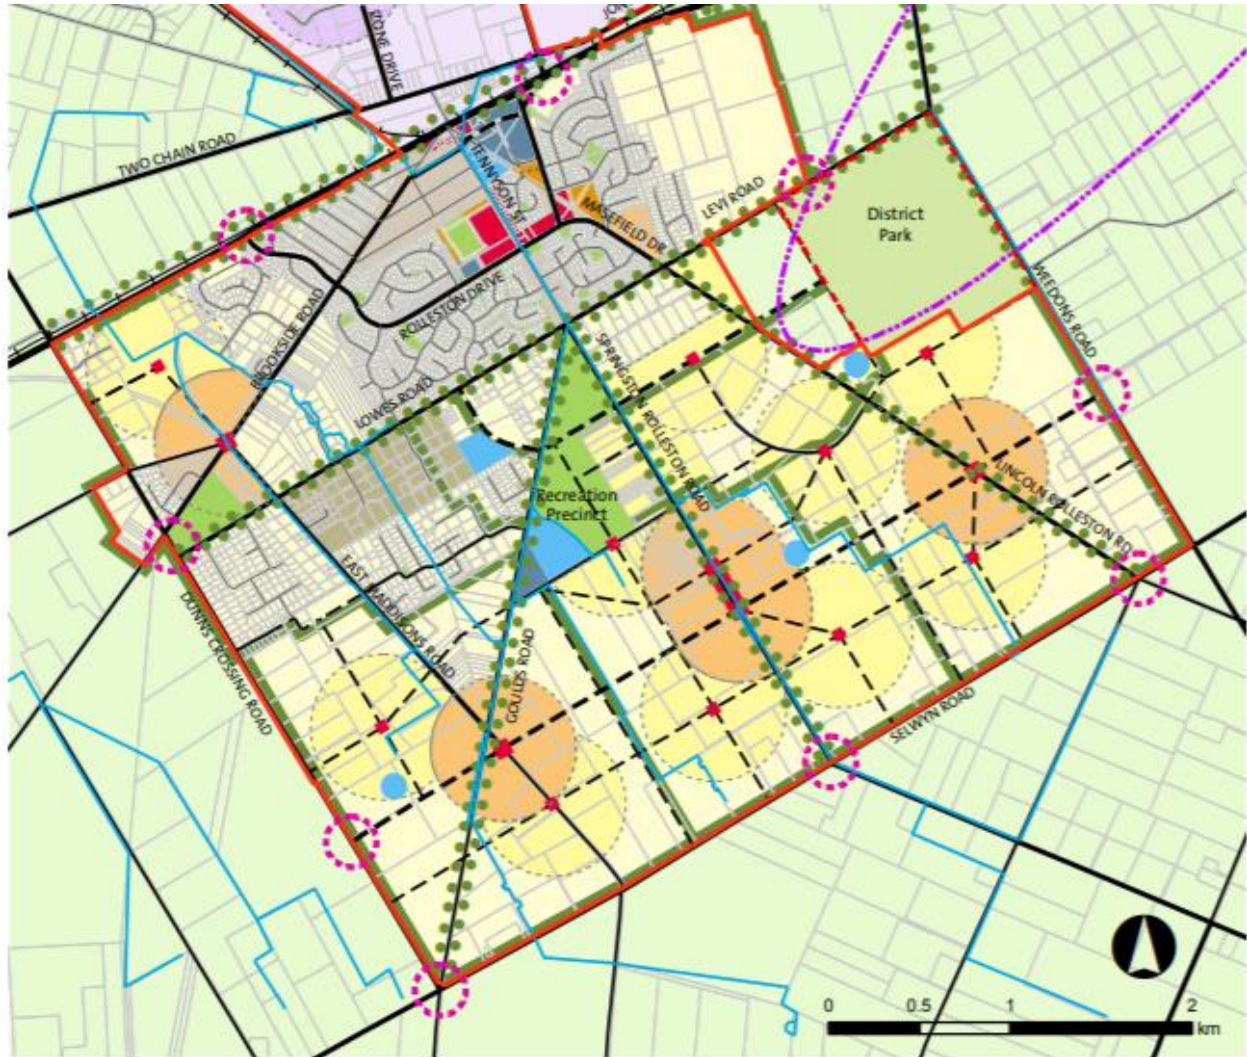 TWO CHAIN ROAD
TENNYSON ST
MASEFIELD DR
LEVI ROAD
District
Park
WEEDONS ROAD
ROLLESTON DRIVE
BROOKSIDE ROAD
LOWES ROAD
SPRINGSTON ROLLESTON ROAD
Recreation
Precinct
LINCOLN ROLLESTON RD
EAST MADDISONS ROAD
DUNNS CROSSING ROAD
GOULDS ROAD
SELWYN ROAD
0 0.5 1 2
km